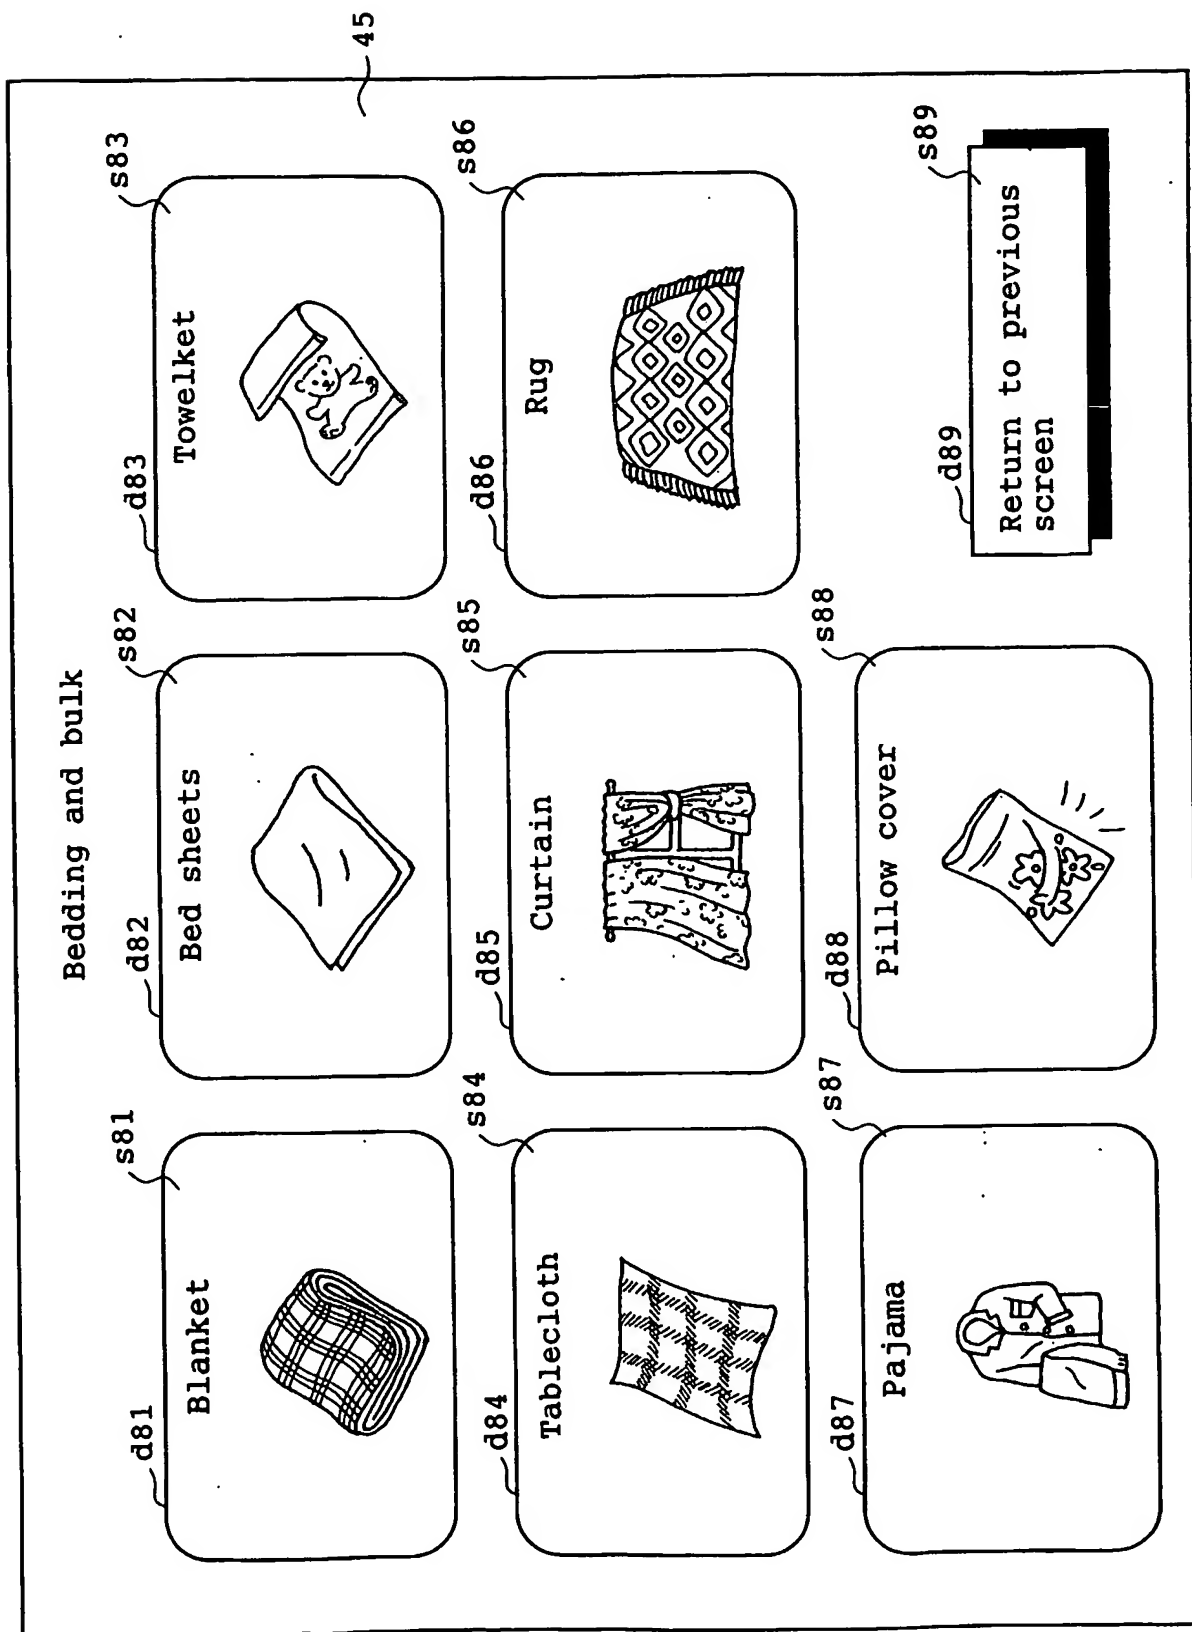 45
Bedding and bulk
d81
s81
Blanket
d82
s82
Bed sheets
d83
s83
Towelket
d84
s84
Tablecloth
d85
s85
Curtain
d86
s86
Rug
d87
s87
Pajama
d88
s88
Pillow cover
d89
s89
Return to previous
screen